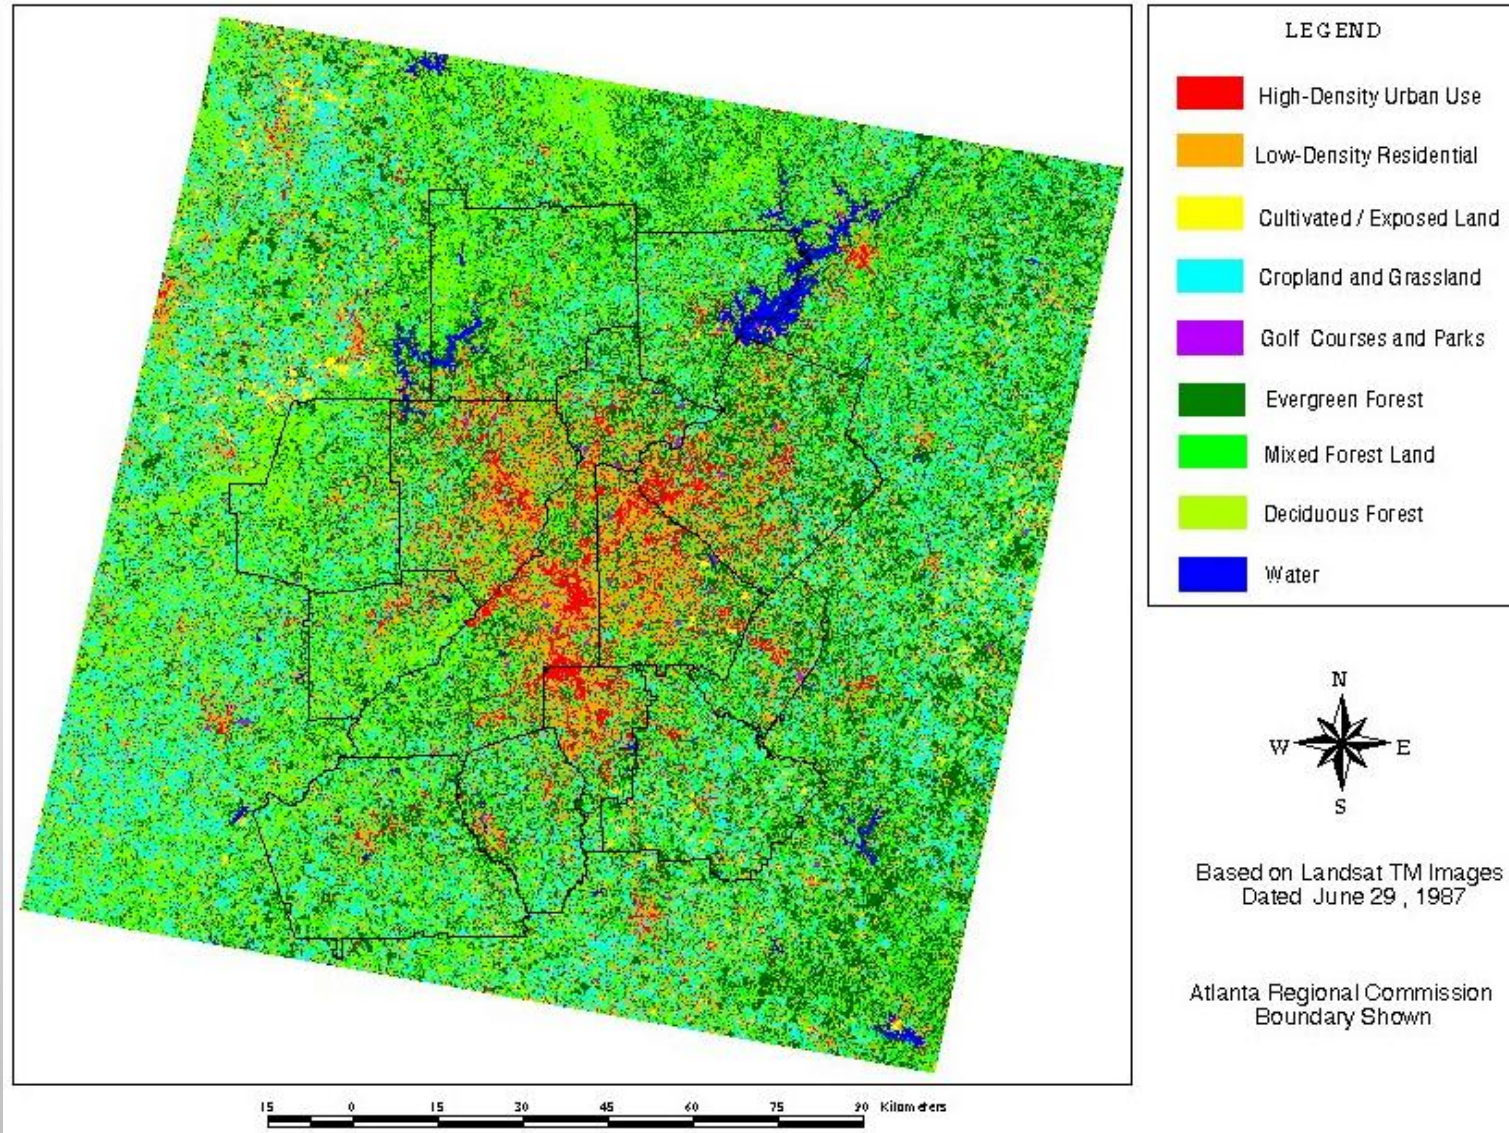 LEGEND
High-Density Urban Use
Low-Density Residential
Cultivated / Exposed Land
Cropland and Grassland
Golf Courses and Parks
Evergreen Forest
Mixed Forest Land
Deciduous Forest
Water
N
W E
S
Based on Landsat TM Images
Dated June 29 , 1987
Atlanta Regional Commission
Boundary Shown
15 0 15 30 45 60 75 90 Kilometers